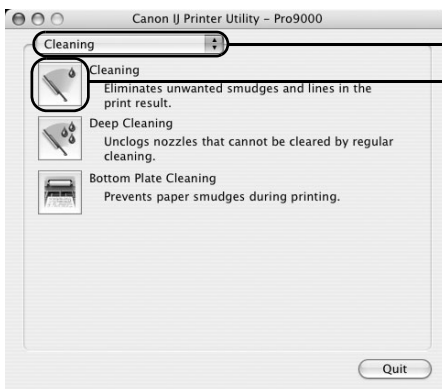 Canon IJ Printer Utility – Pro9000
Cleaning
Cleaning
Eliminates unwanted smudges and lines in the
print result.
Deep Cleaning
Unclogs nozzles that cannot be cleared by regular
cleaning.
Bottom Plate Cleaning
Prevents paper smudges during printing.
Quit